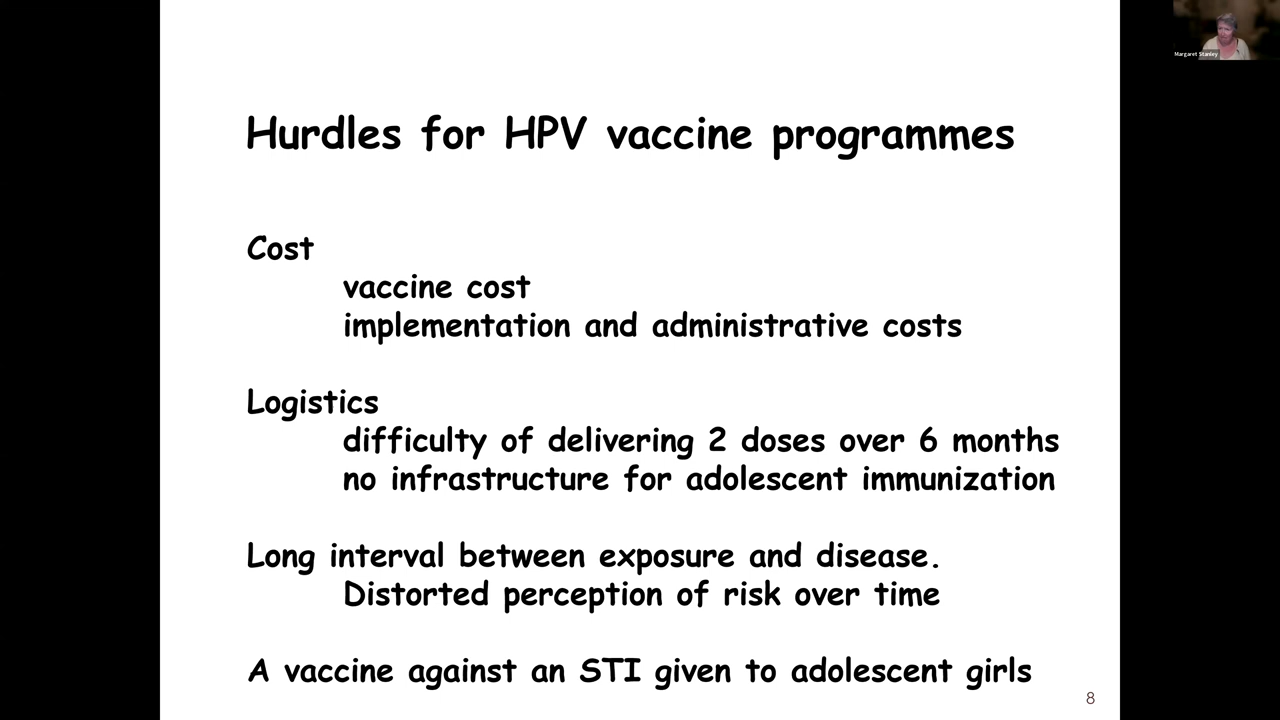 Margaret Stanley
Hurdles for HPV vaccine programmes
Cost
vaccine cost
implementation and administrative costs
Logistics
difficulty of delivering 2 doses over 6 months
no infrastructure for adolescent immunization
Long interval between exposure and disease.
Distorted perception of risk over time
A vaccine against an STI given to adolescent girls
8